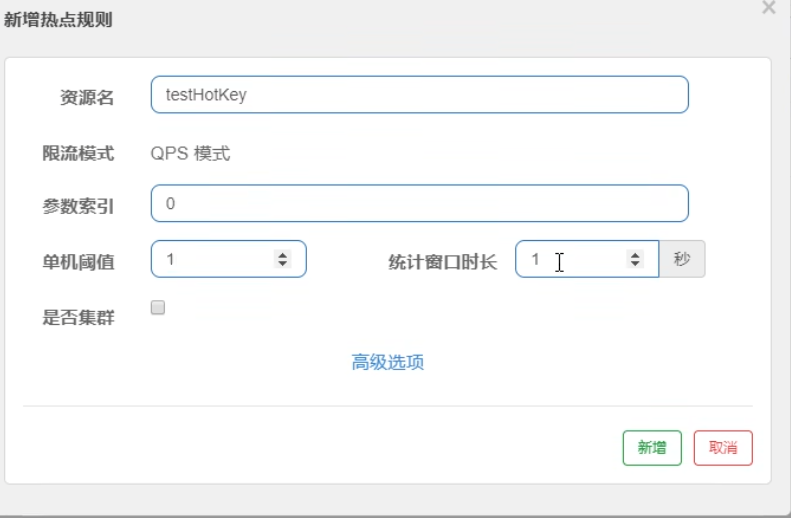 新增热点规则
×
资源名 testHotKey
限流模式 QPS 模式
参数索引 0
单机阈值 1 统计窗口时长 1 秒
是否集群
高级选项
新增 取消